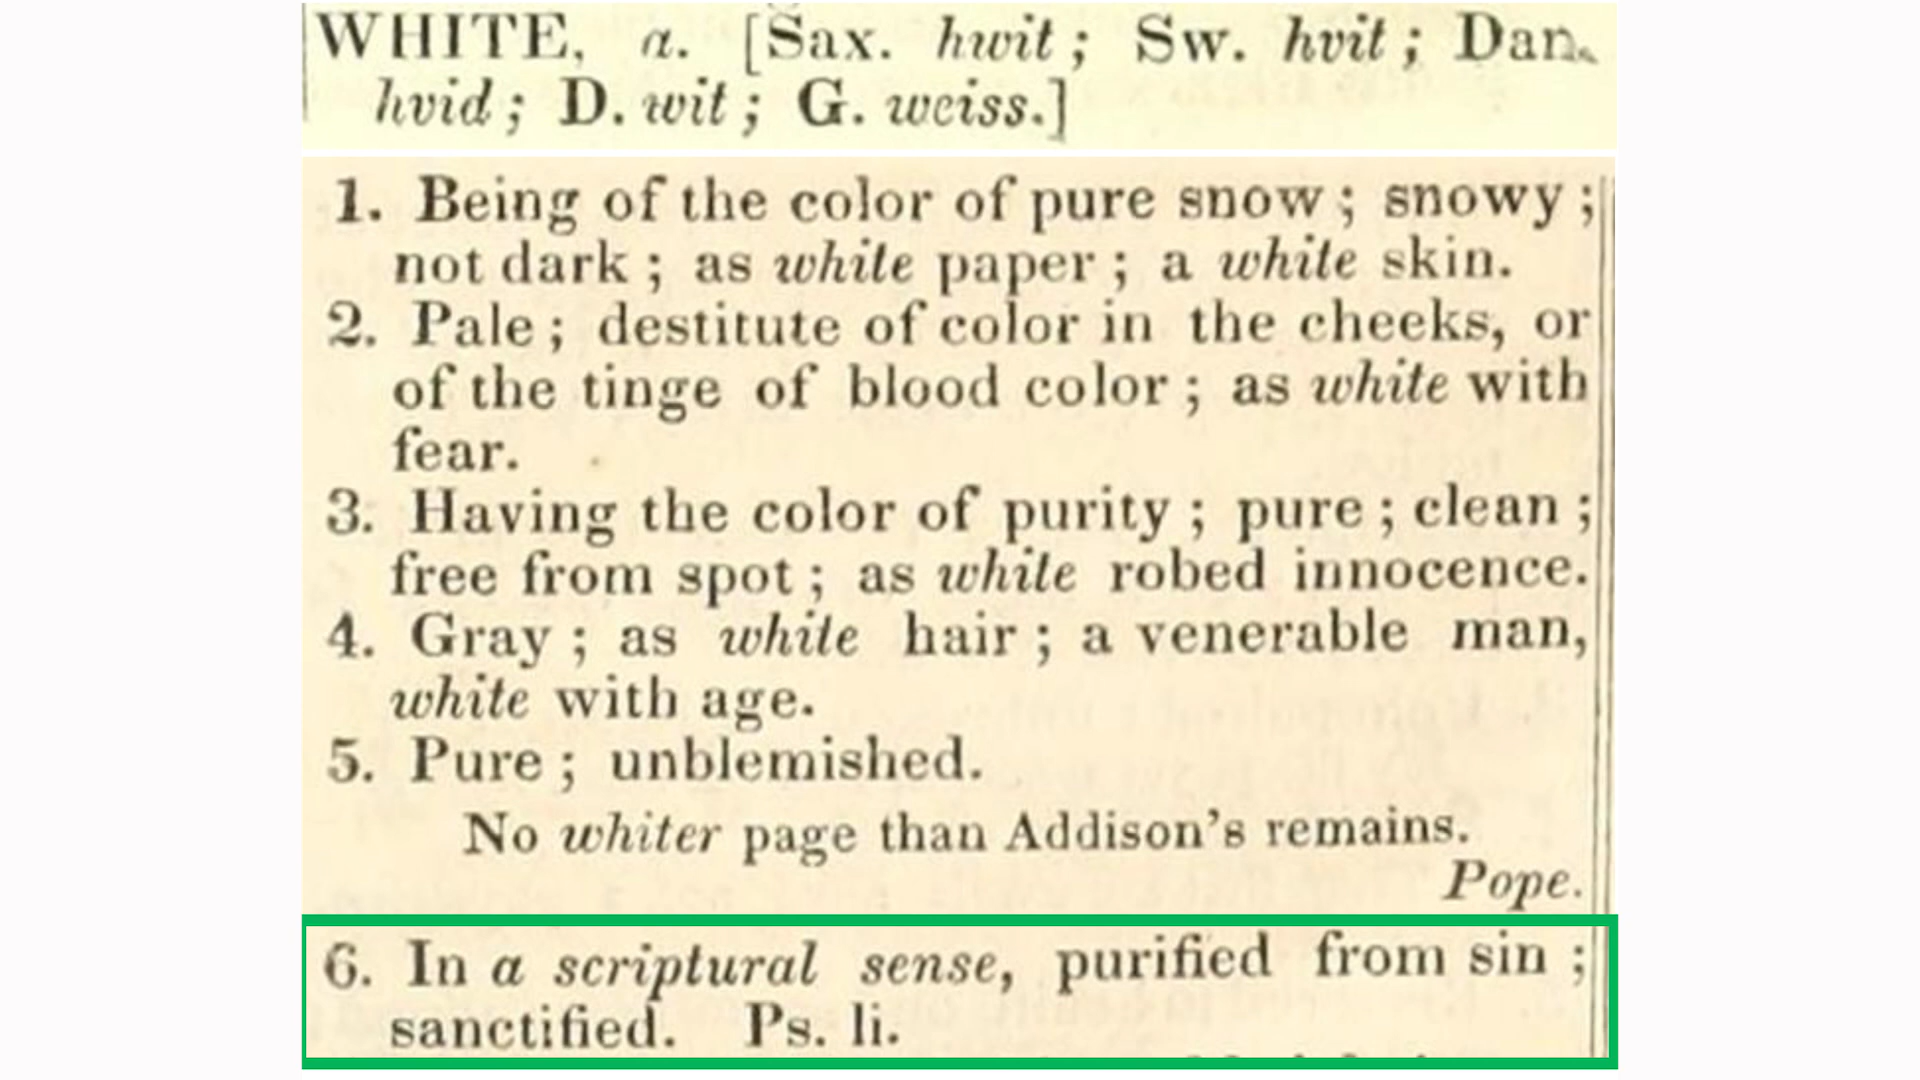 WHITE, a. [Sax. hwit; Sw. hvit; Dan.
hvid; D. wit; G. weiss.]
1. Being of the color of pure snow; snowy;
not dark; as white paper; a white skin.
2. Pale; destitute of color in the cheeks, or
of the tinge of blood color; as white with
fear.
3. Having the color of purity; pure; clean;
free from spot; as white robed innocence.
4. Gray; as white hair; a venerable man,
white with age.
5. Pure; unblemished.
No whiter page than Addison's remains.
Pope.
6. In a scriptural sense, purified from sin;
sanctified. Ps. li.